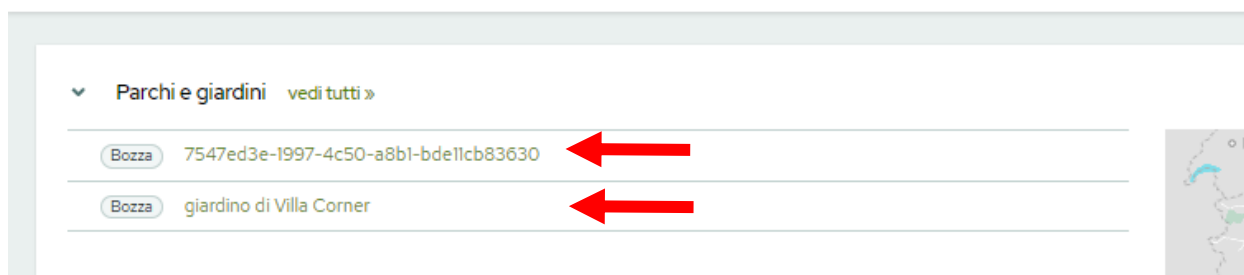 Parchi e giardini vedi tutti »
Bozza 7547ed3e-1997-4c50-a8b1-bde11cb83630
Bozza giardino di Villa Corner